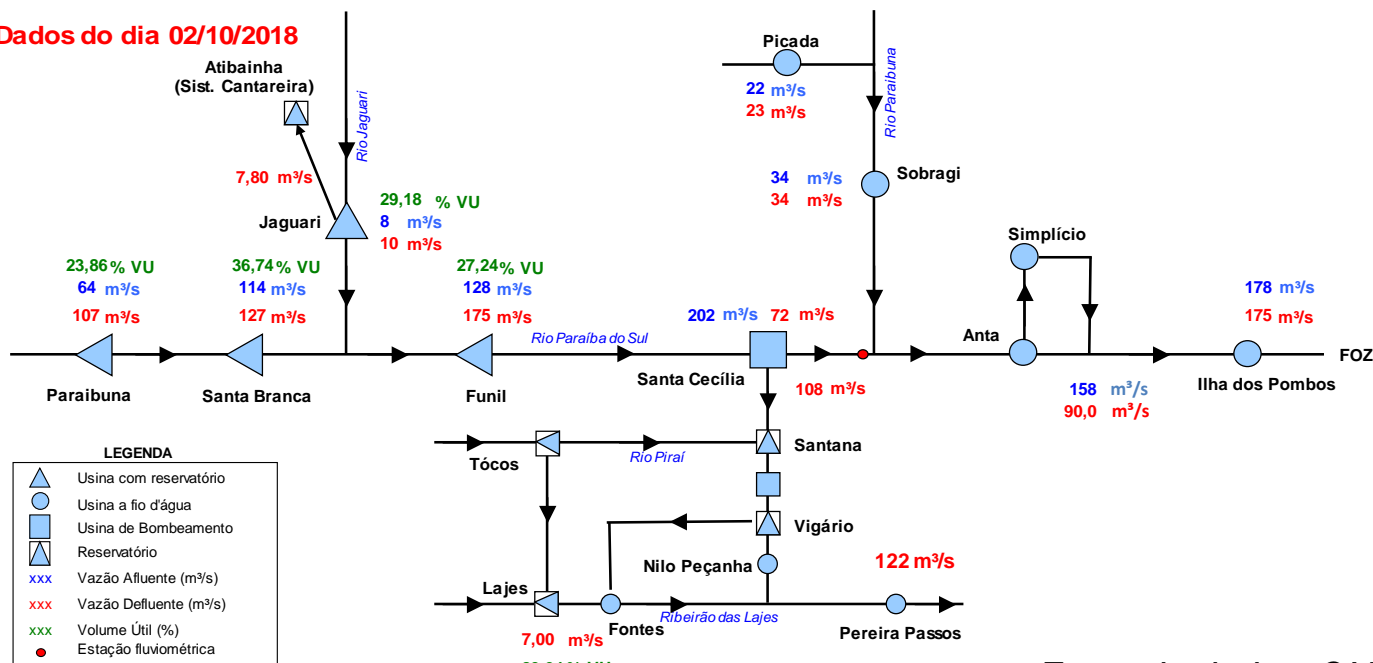 Dados do dia 02/10/2018
Atibainha
(Sist. Cantareira)
Rio Jaguari
7,80 m³/s
Jaguari
29,18 % VU
8 m³/s
10 m³/s
Picada
22 m³/s
23 m³/s
Rio Paraibuna
34 m³/s
34 m³/s
Sobragi
23,86 % VU
64 m³/s
107 m³/s
Paraibuna
36,74 % VU
114 m³/s
127 m³/s
Santa Branca
27,24 % VU
128 m³/s
175 m³/s
Funil
Rio Paraíba do Sul
202 m³/s 72 m³/s
Santa Cecília
108 m³/s
Simplício
Anta
158 m³/s
90,0 m³/s
178 m³/s
175 m³/s
Ilha dos Pombos
FOZ
Tócos
Rio Piraí
Santana
Vigário
Nilo Peçanha
122 m³/s
Lajes
7,00 m³/s
Fontes
Ribeirão das Lajes
Pereira Passos
LEGENDA
Usina com reservatório
Usina a fio d'água
Usina de Bombeamento
Reservatório
xxx Vazão Afluente (m³/s)
xxx Vazão Defluente (m³/s)
xxx Volume Útil (%)
Estação fluviométrica